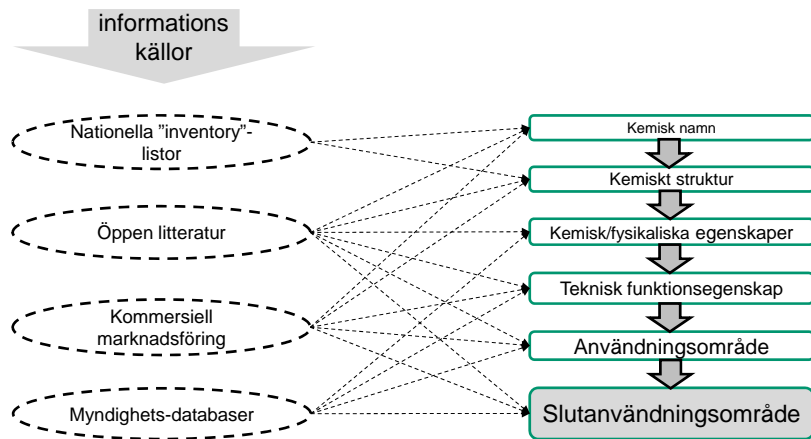 informations
källor
Nationella ”inventory”-
listor
Öppen litteratur
Kommersiell
marknadsföring
Myndighets-databaser
Kemisk namn
Kemiskt struktur
Kemisk/fysikaliska egenskaper
Teknisk funktionsegenskap
Användningsområde
Slutanvändningsområde